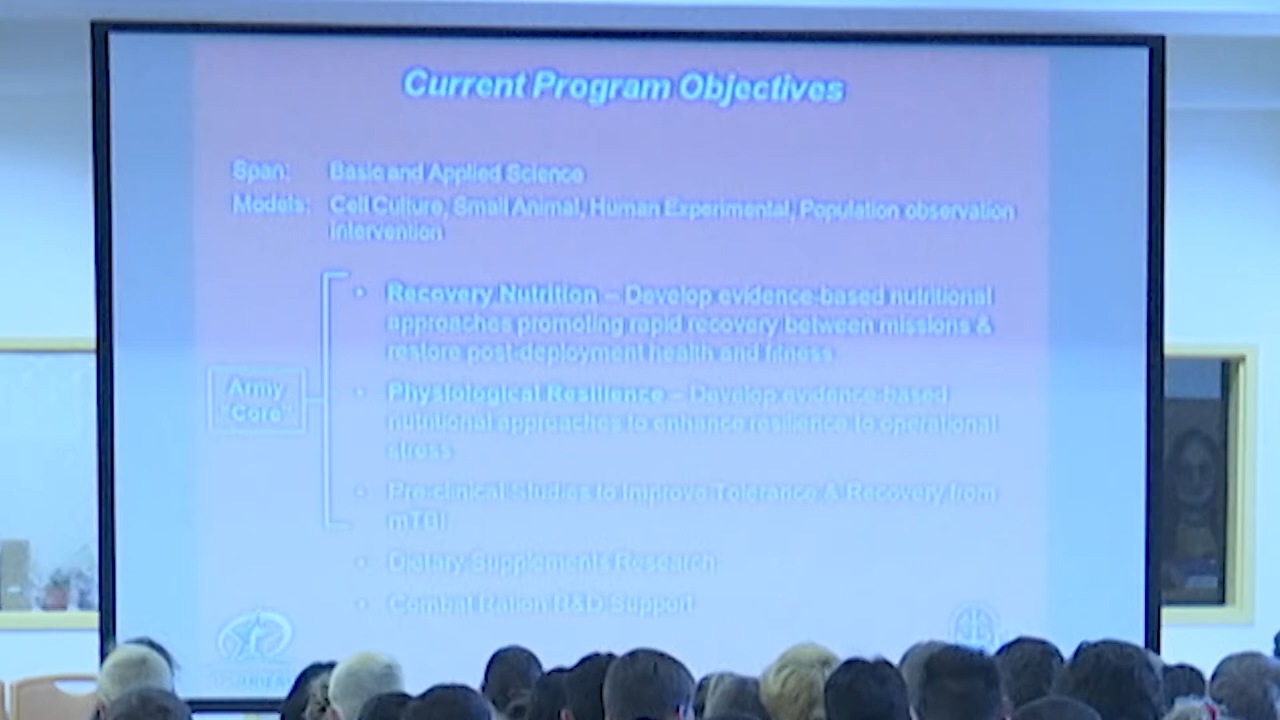 Current Program Objectives
Span: Basic and Applied Science
Models: Cell Culture, Small Animal, Human Experimental, Population observation
intervention
• Recovery Nutrition – Develop evidence-based nutritional
approaches promoting rapid recovery between missions &
restore post-deployment health and fitness
Army
"Core"
• Physiological Resilience – Develop evidence-based
nutritional approaches to enhance resilience to operational
stress
• Pre-clinical Studies to Improve Tolerance & Recovery from
mTBI
• Dietary Supplements Research
• Combat Ration R&D Support